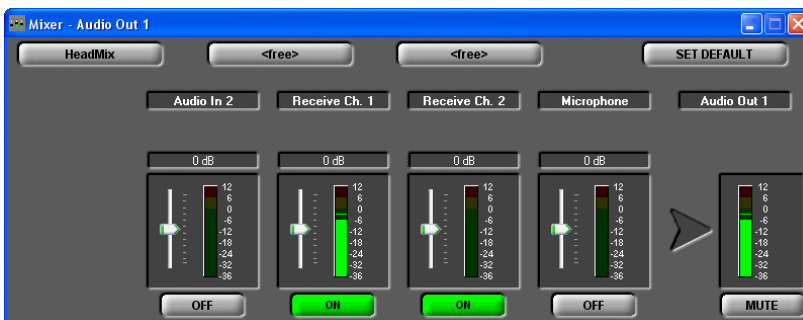 Mixer - Audio Out 1
HeadMix <free> <free> SET DEFAULT
Audio In 2 Receive Ch. 1 Receive Ch. 2 Microphone Audio Out 1
0 dB 0 dB 0 dB 0 dB
12 12 12 12 12
6 6 6 6 6
0 0 0 0 0
-6 -6 -6 -6 -6
-12 -12 -12 -12 -12
-18 -18 -18 -18 -18
-24 -24 -24 -24 -24
-32 -32 -32 -32 -32
-36 -36 -36 -36 -36
OFF ON ON OFF MUTE